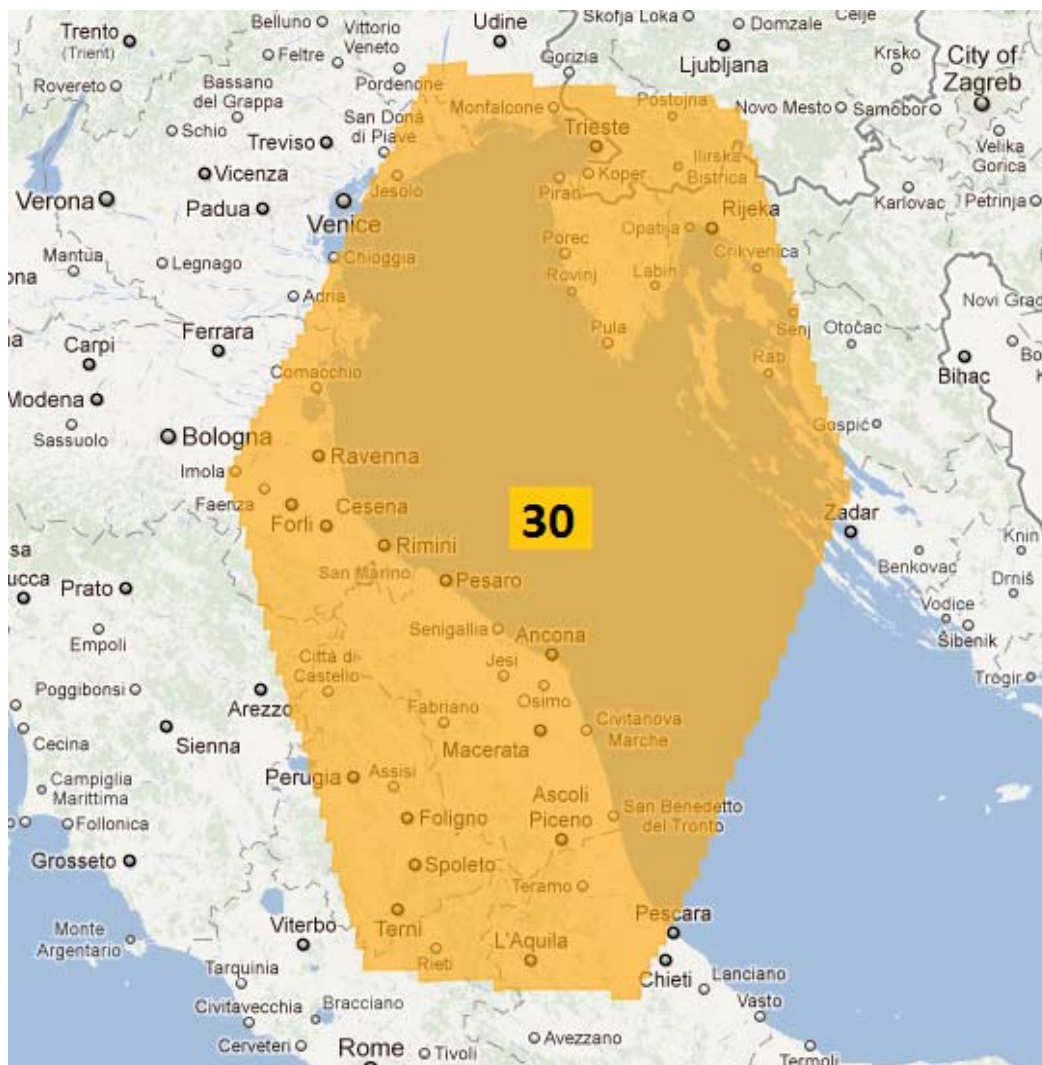 Trento
(Trient)
Belluno
Feltre
Vittorio
Veneto
Udine
Skofja Loka
Domzale
Celje
Rovereto
Bassano
del Grappa
Pordenone
Gorizia
Ljubljana
Krsko
City of
Zagreb
Monfalcone
Postojna
Novo Mesto
Samobor
Schio
Treviso
San Donà
di Piave
Trieste
Velika
Gorica
Vicenza
Jesolo
Piran
Koper
Ilirska
Bistrica
Verona
Padua
Venice
Opatija
Rijeka
Karlovac
Petrinja
Mantua
Legnago
Chioggia
Porec
Rovinj
Labin
Crikvenica
ona
Adria
Novi Grad
Ferrara
Pula
Senj
Otočac
na
Carpi
Comacchio
Rab
Bihac
Bo
K
Modena
Sassuolo
Bologna
Gospić
Imola
Ravenna
Faenza
Forli
Cesena
30
Zadar
Rimini
Knin
sa
ucca
Prato
San Marino
Pesaro
Benkovac
Drniš
Empoli
Senigallia
Ancona
Vodice
Šibenik
Città di
Castello
Jesi
Trogir
Poggibonsi
Arezzo
Fabriano
Osimo
Cecina
Sienna
Macerata
Civitanova
Marche
Campiglia
Marittima
Perugia
Assisi
Ascoli
Piceno
San Benedetto
del Tronto
Follonica
Foligno
Grosseto
Spoleto
Teramo
Monte
Argentario
Viterbo
Terni
Rieti
L'Aquila
Pescara
Chieti
Tarquinia
Lanciano
Civitavecchia
Bracciano
Vasto
Cerveteri
Rome
Tivoli
Avezzano
Termoli